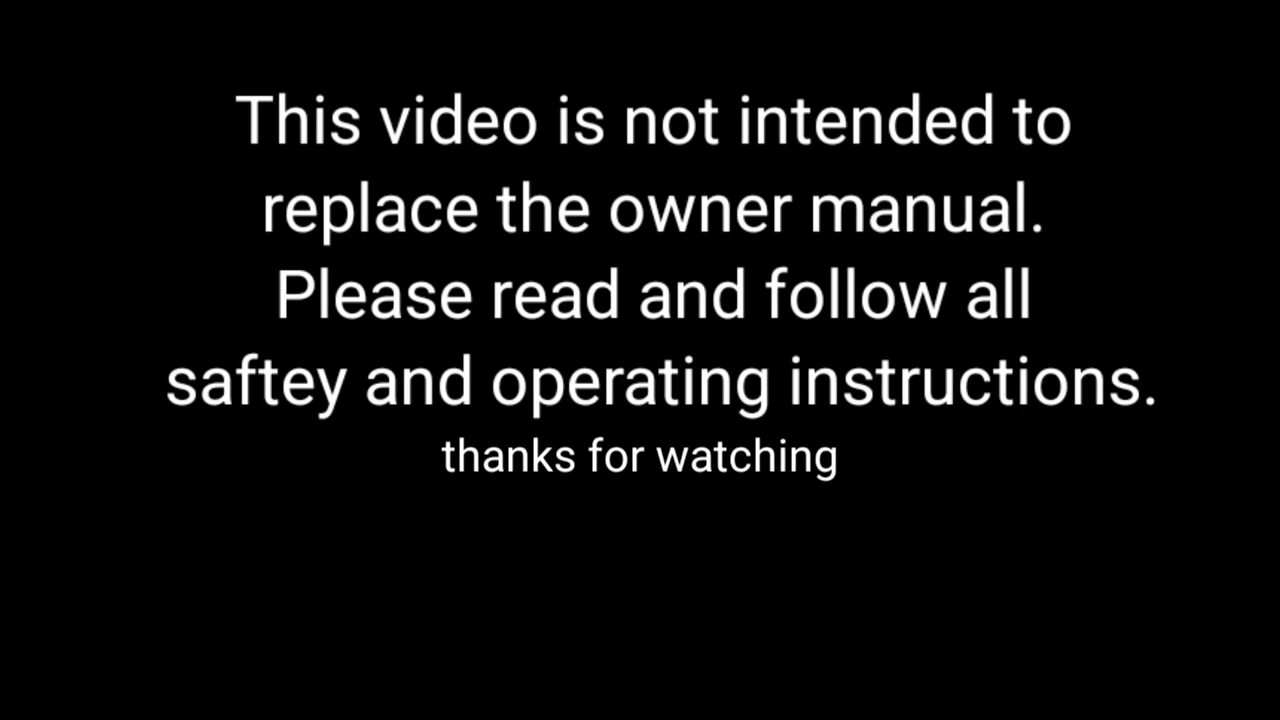 This video is not intended to
replace the owner manual.
Please read and follow all
saftey and operating instructions.
thanks for watching